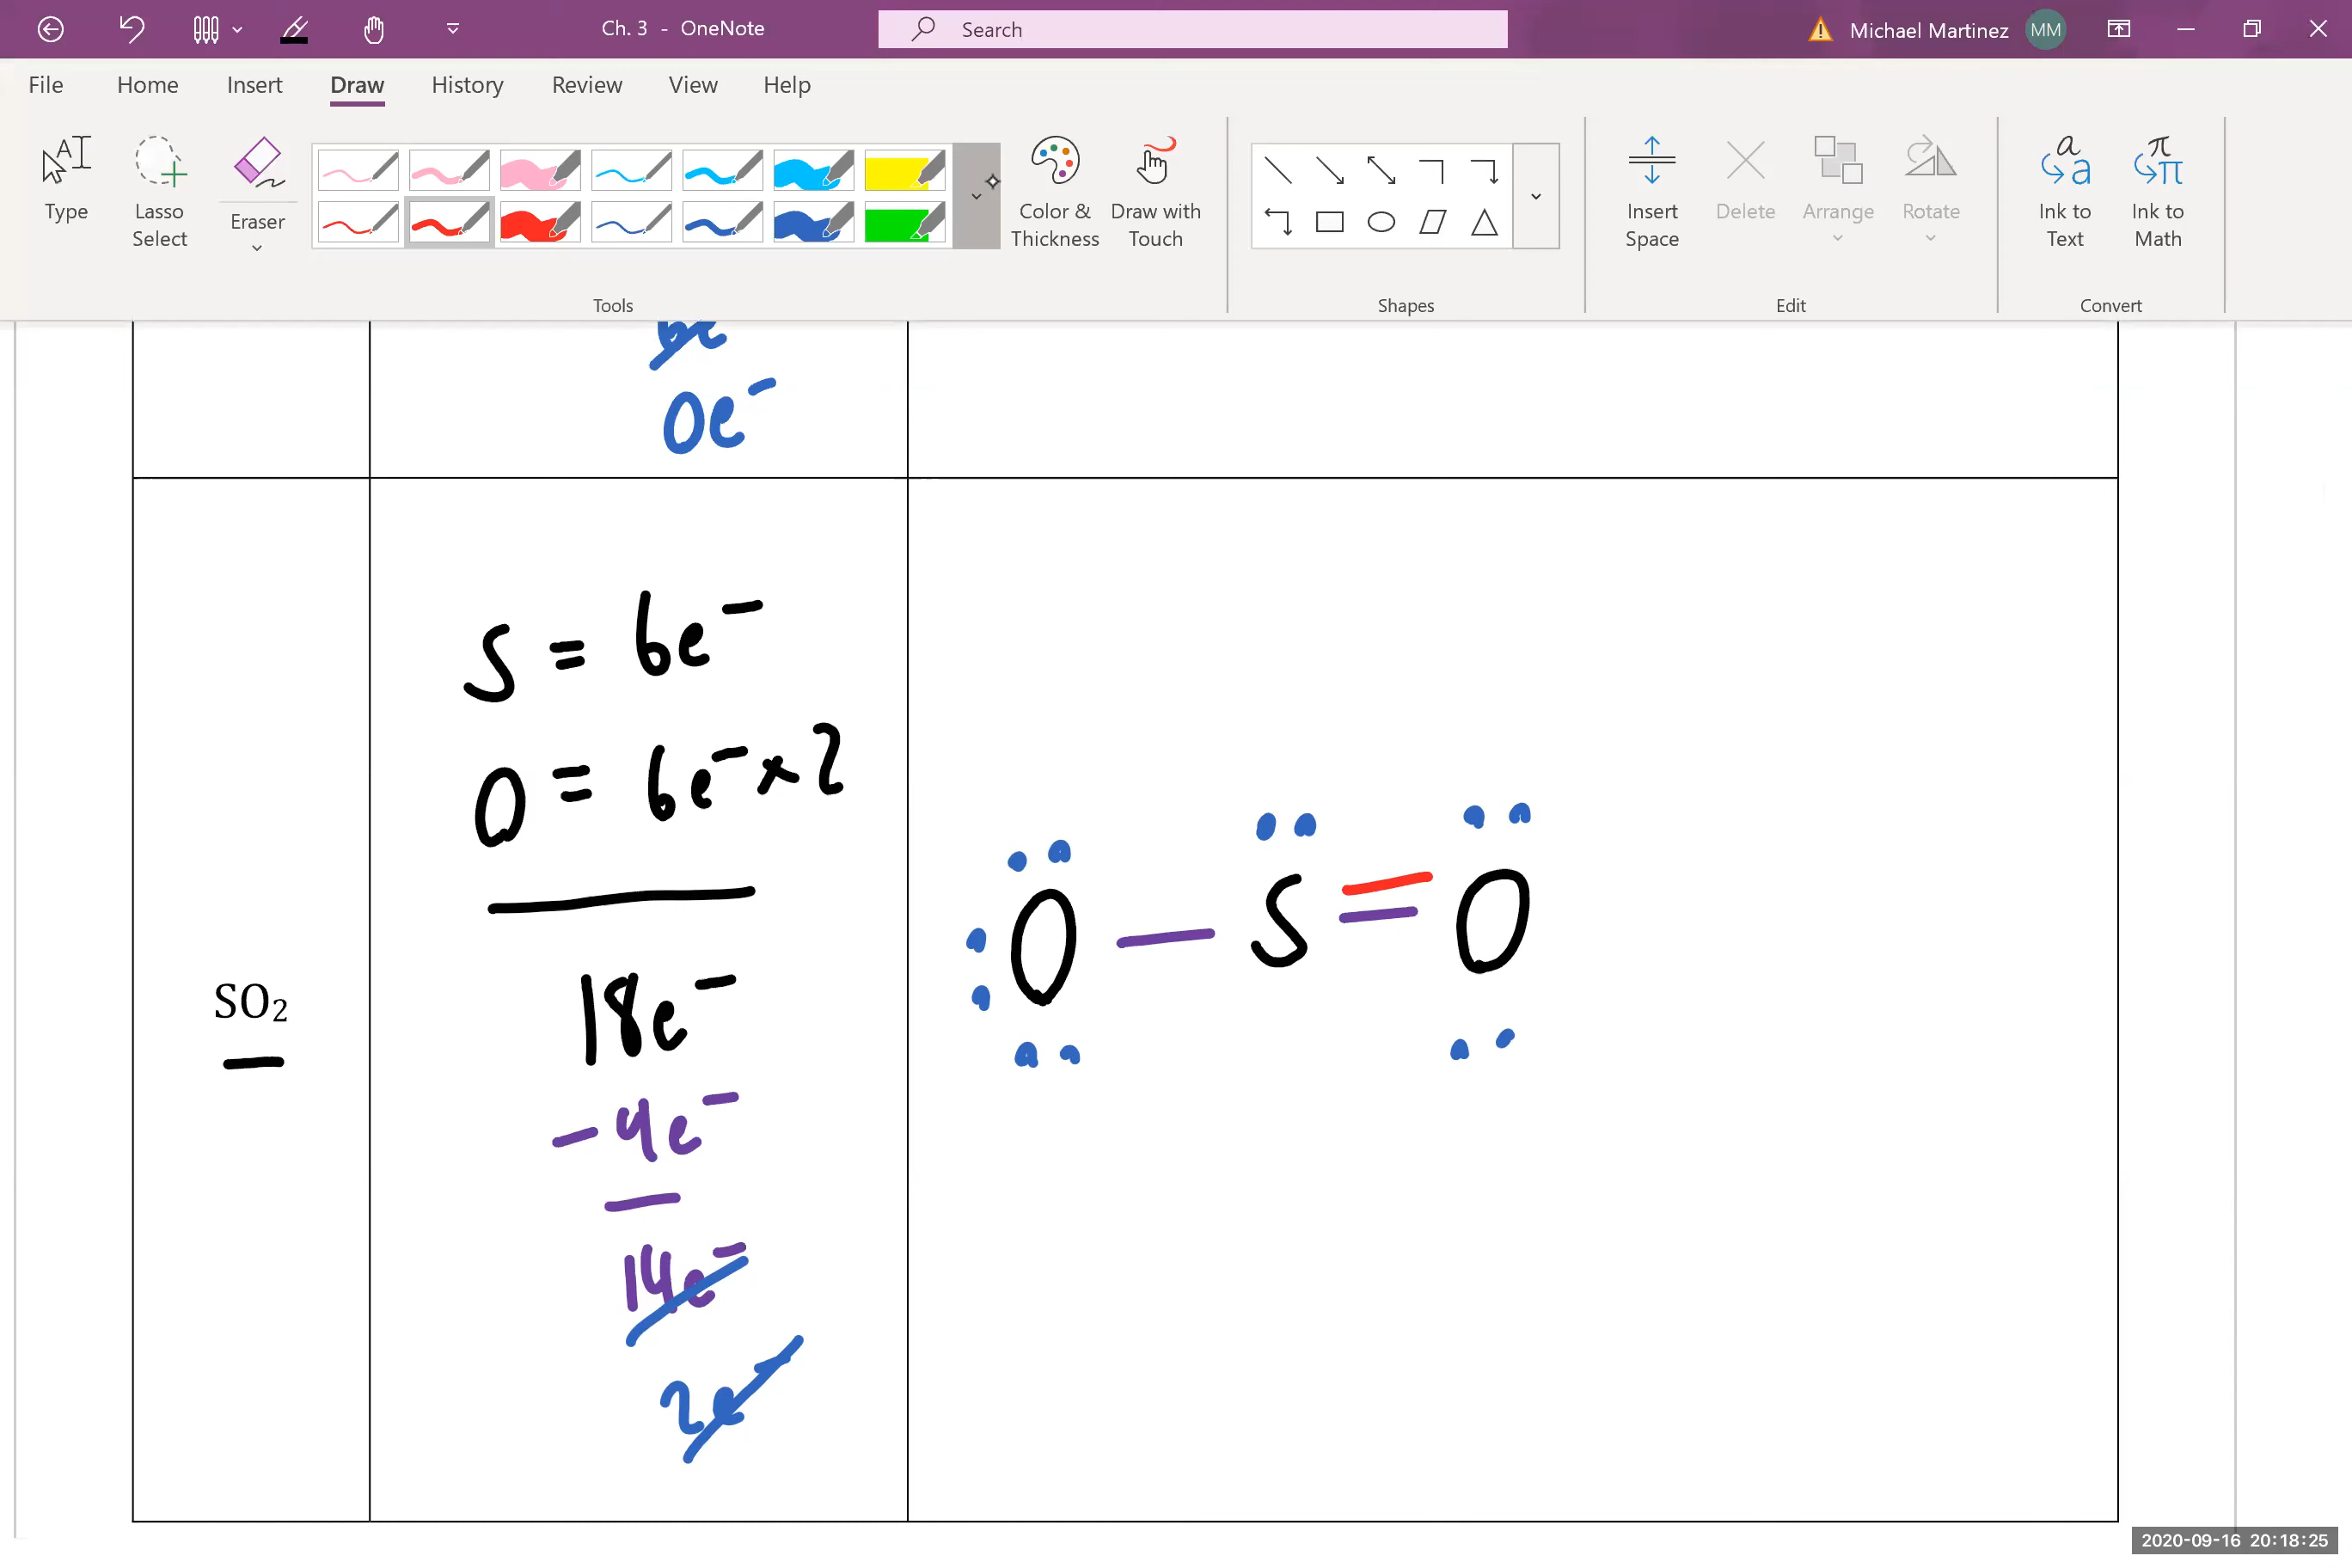 Ch. 3 - OneNote
Search
Michael Martinez MM
File Home Insert Draw History Review View Help
Type
Lasso Select
Eraser
Color & Thickness
Draw with Touch
Insert Space
Delete
Arrange
Rotate
Ink to Text
Ink to Math
Tools
Shapes
Edit
Convert
0e⁻
S = 6e⁻
O = 6e⁻ × 2
18e⁻
- 4e⁻
14e⁻
2e⁻
SO₂
O — S = O
2020-09-16 20:18:25